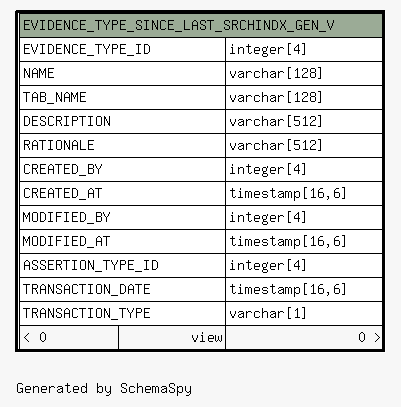 EVIDENCE_TYPE_SINCE_LAST_SRCHINDX_GEN_V
EVIDENCE_TYPE_ID integer[4]
NAME varchar[128]
TAB_NAME varchar[128]
DESCRIPTION varchar[512]
RATIONALE varchar[512]
CREATED_BY integer[4]
CREATED_AT timestamp[16,6]
MODIFIED_BY integer[4]
MODIFIED_AT timestamp[16,6]
ASSERTION_TYPE_ID integer[4]
TRANSACTION_DATE timestamp[16,6]
TRANSACTION_TYPE varchar[1]
< 0 view 0 >
Generated by SchemaSpy